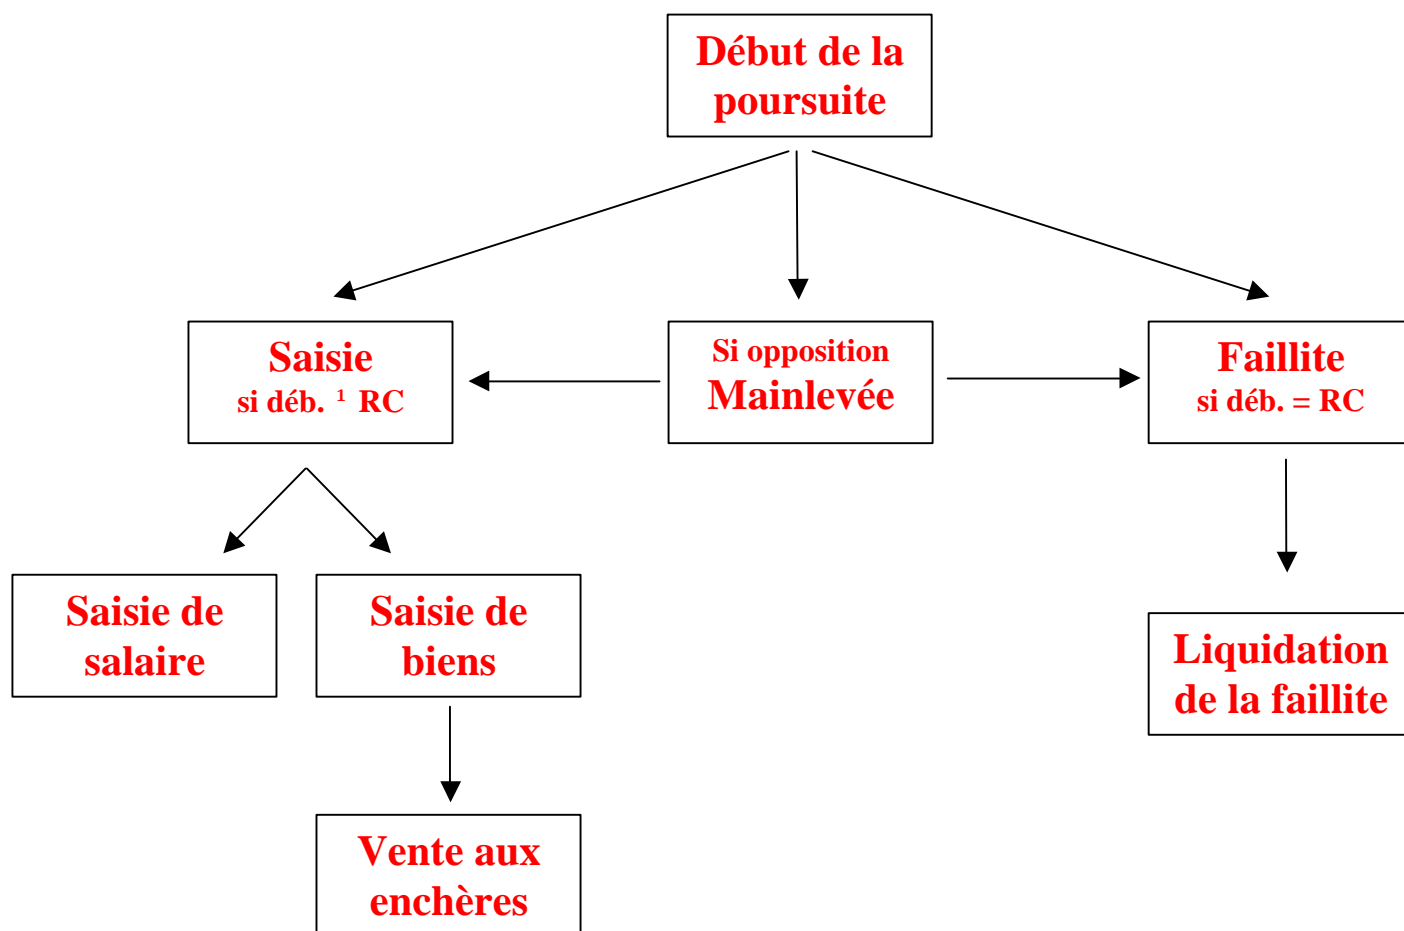 Début de la
poursuite
Saisie
si déb. ¹ RC
Si opposition
Mainlevée
Faillite
si déb. = RC
Saisie de
salaire
Saisie de
biens
Liquidation
de la faillite
Vente aux
enchères